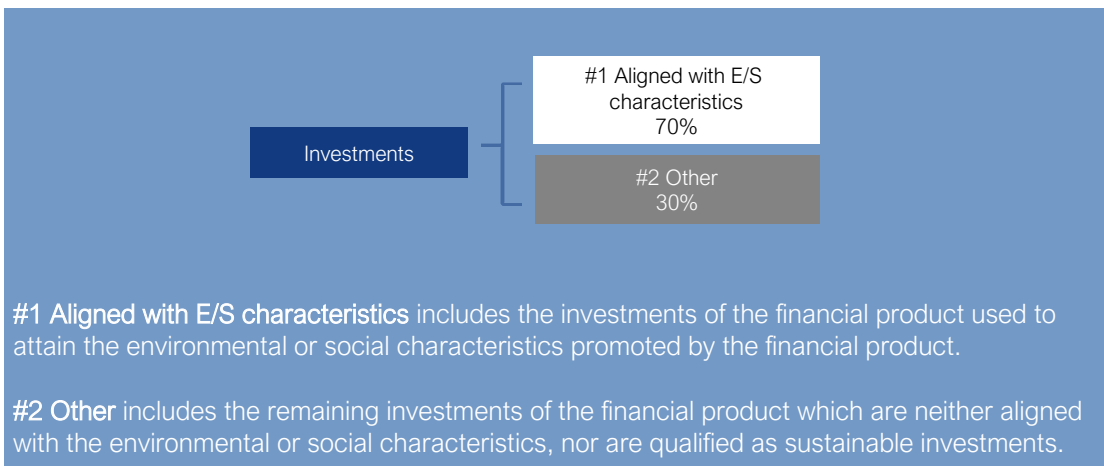 #1 Aligned with E/S
characteristics
70%
Investments
#2 Other
30%
#1 Aligned with E/S characteristics includes the investments of the financial product used to
attain the environmental or social characteristics promoted by the financial product.
#2 Other includes the remaining investments of the financial product which are neither aligned
with the environmental or social characteristics, nor are qualified as sustainable investments.